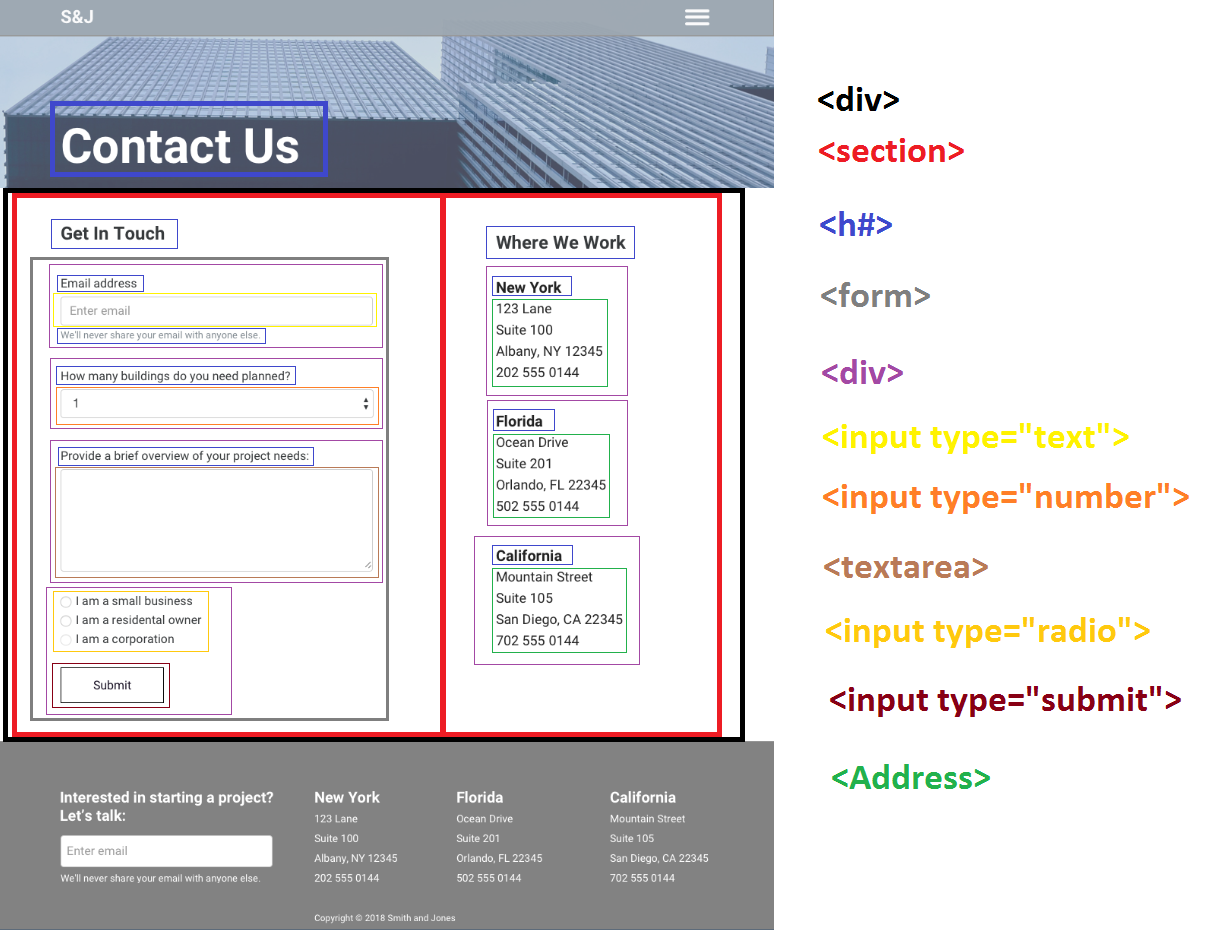 S&J
Contact Us
Get In Touch
Email address
Enter email
We'll never share your email with anyone else.
How many buildings do you need planned?
1
Provide a brief overview of your project needs:
I am a small business
I am a residental owner
I am a corporation
Submit
Where We Work
New York
123 Lane
Suite 100
Albany, NY 12345
202 555 0144
Florida
Ocean Drive
Suite 201
Orlando, FL 22345
502 555 0144
California
Mountain Street
Suite 105
San Diego, CA 22345
702 555 0144
Interested in starting a project?
Let's talk:
Enter email
We'll never share your email with anyone else.
New York
123 Lane
Suite 100
Albany, NY 12345
202 555 0144
Florida
Ocean Drive
Suite 201
Orlando, FL 22345
502 555 0144
California
Mountain Street
Suite 105
San Diego, CA 22345
702 555 0144
Copyright © 2018 Smith and Jones
<div>
<section>
<h#>
<form>
<div>
<input type="text">
<input type="number">
<textarea>
<input type="radio">
<input type="submit">
<Address>